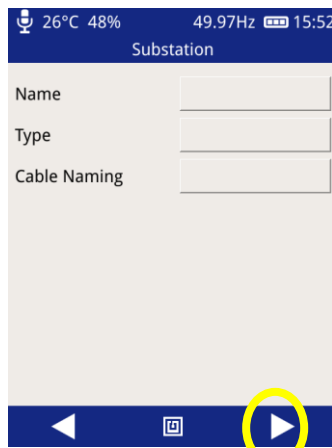 26°C 48% 49.97Hz 15:52
Substation
Name
Type
Cable Naming